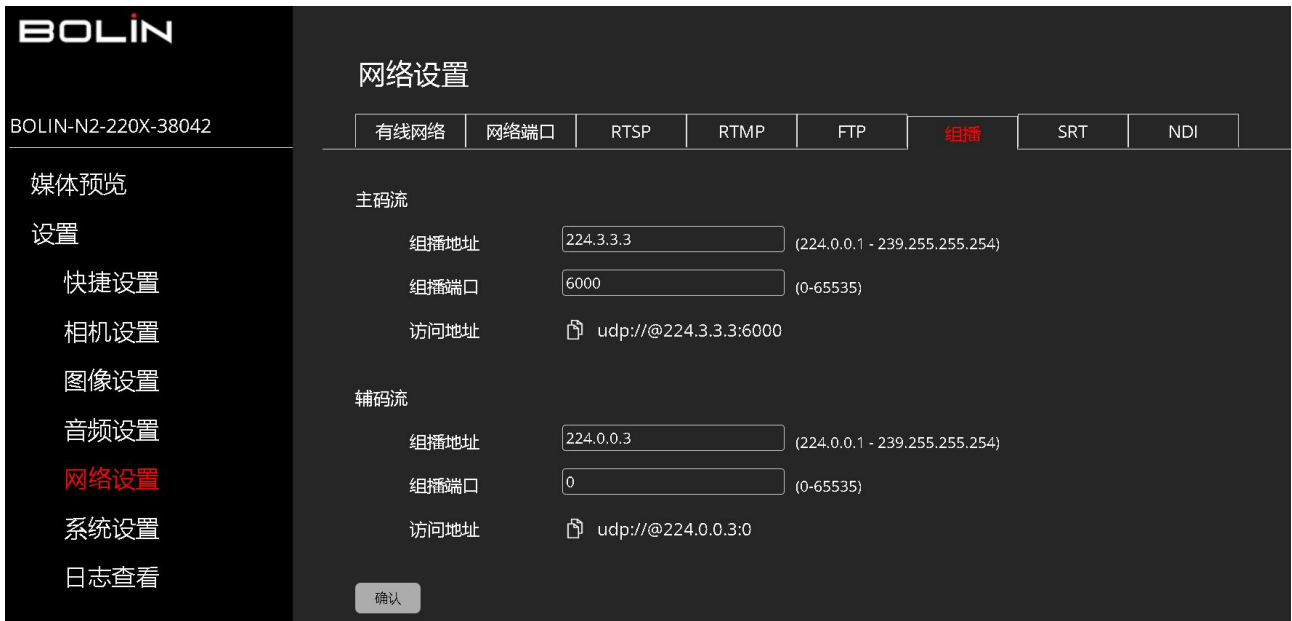 BOLIN
BOLIN-N2-220X-38042
媒体预览
设置
快捷设置
相机设置
图像设置
音频设置
网络设置
系统设置
日志查看
网络设置
有线网络 网络端口 RTSP RTMP FTP 组播 SRT NDI
主码流
组播地址 224.3.3.3 (224.0.0.1 - 239.255.255.254)
组播端口 6000 (0-65535)
访问地址 udp://@224.3.3.3:6000
辅码流
组播地址 224.0.0.3 (224.0.0.1 - 239.255.255.254)
组播端口 0 (0-65535)
访问地址 udp://@224.0.0.3:0
确认